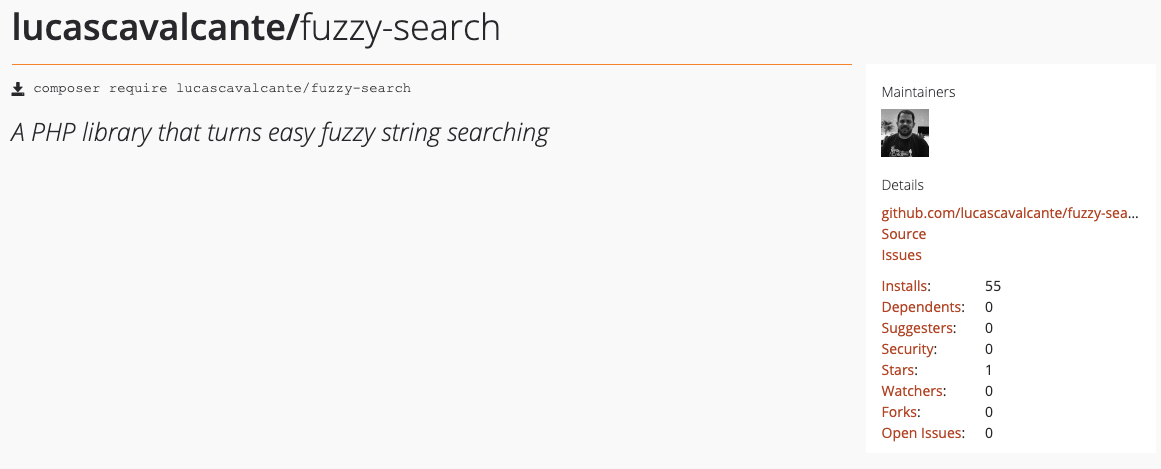 lucascavalcante/fuzzy-search
composer require lucascavalcante/fuzzy-search
A PHP library that turns easy fuzzy string searching
Maintainers
Details
github.com/lucascavalcante/fuzzy-sea...
Source
Issues
Installs: 55
Dependents: 0
Suggesters: 0
Security: 0
Stars: 1
Watchers: 0
Forks: 0
Open Issues: 0